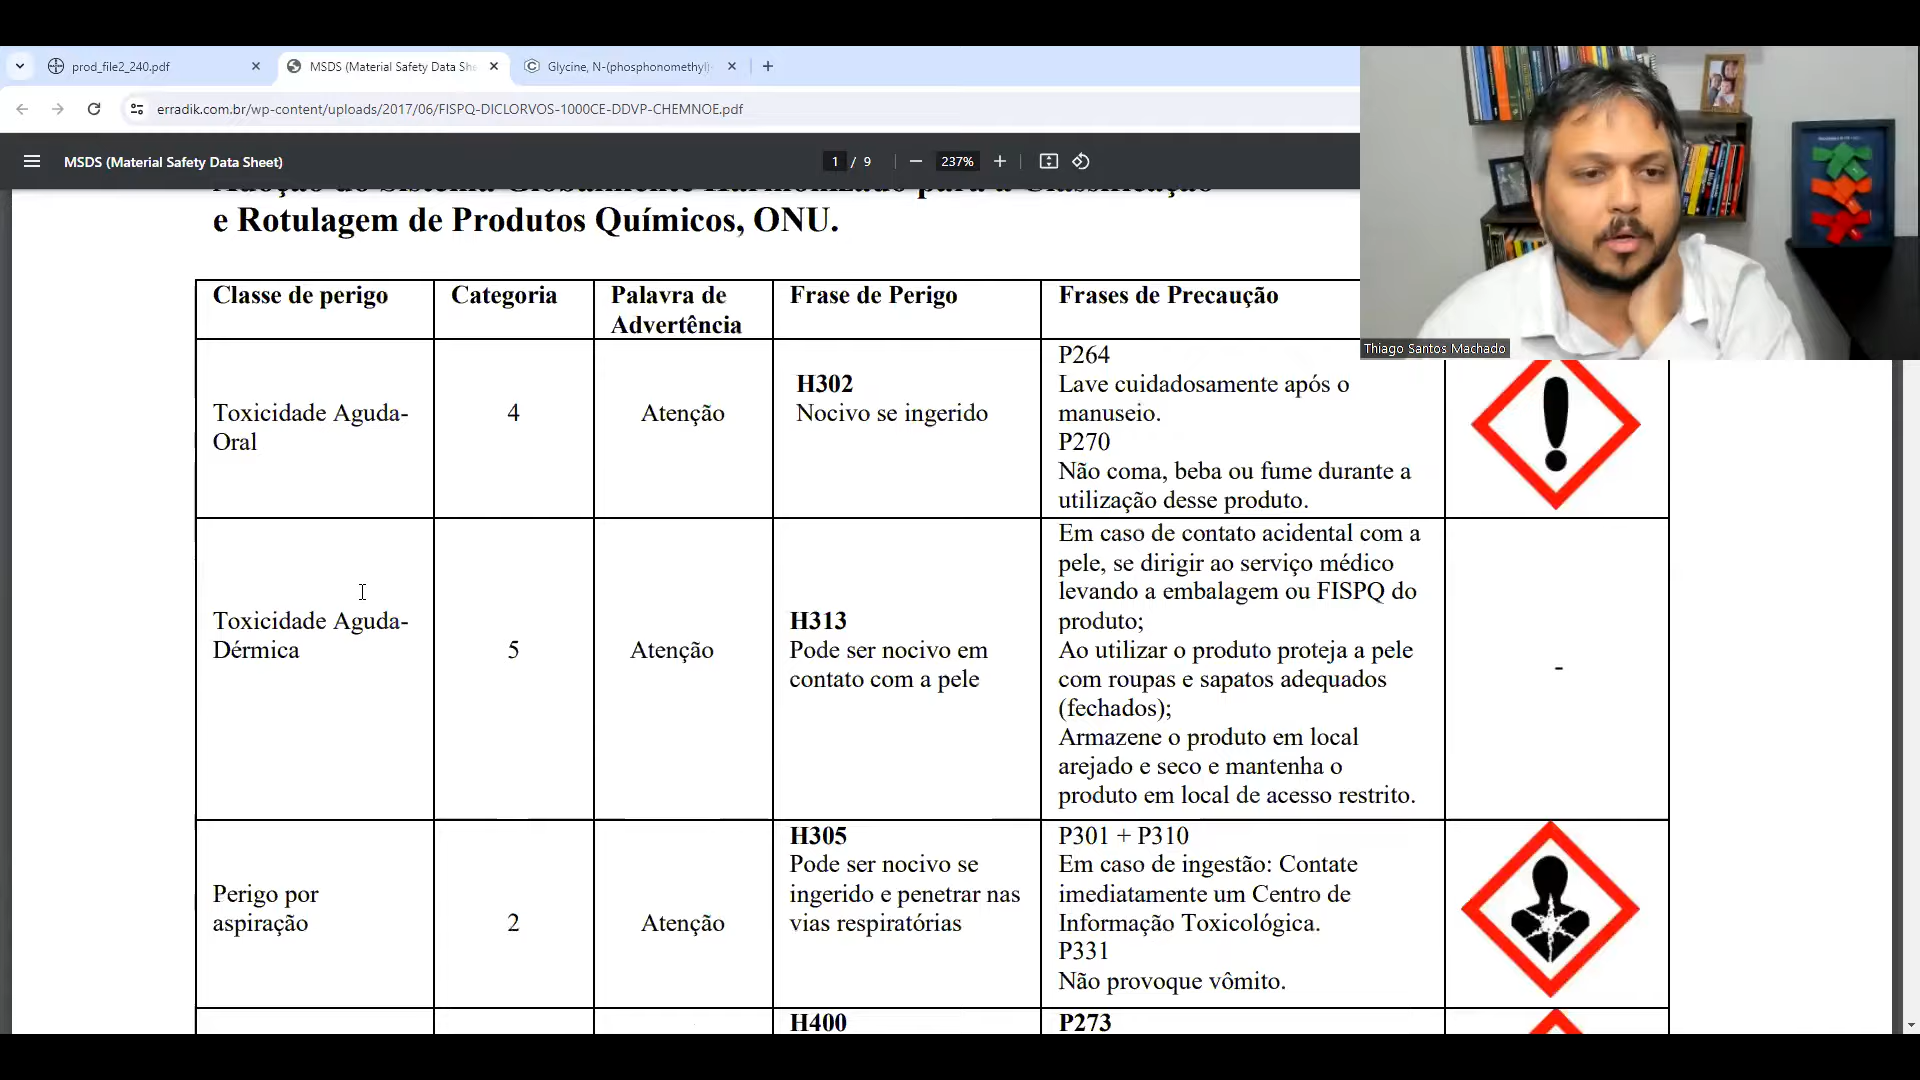 prod_file2_240.pdf
MSDS (Material Safety Data She
Glycine, N-(phosphonomethyl)
erradik.com.br/wp-content/uploads/2017/06/FISPQ-DICLORVOS-1000CE-DDVP-CHEMNOE.pdf
MSDS (Material Safety Data Sheet)
1 / 9
237%
Thiago Santos Machado
Adoção do Sistema Globalmente Harmonizado para a Classificação
e Rotulagem de Produtos Químicos, ONU.
Classe de perigo
Categoria
Palavra de
Advertência
Frase de Perigo
Frases de Precaução
Toxicidade Aguda-
Oral
4
Atenção
H302
Nocivo se ingerido
P264
Lave cuidadosamente após o
manuseio.
P270
Não coma, beba ou fume durante a
utilização desse produto.
Toxicidade Aguda-
Dérmica
5
Atenção
H313
Pode ser nocivo em
contato com a pele
Em caso de contato acidental com a
pele, se dirigir ao serviço médico
levando a embalagem ou FISPQ do
produto;
Ao utilizar o produto proteja a pele
com roupas e sapatos adequados
(fechados);
Armazene o produto em local
arejado e seco e mantenha o
produto em local de acesso restrito.
-
Perigo por
aspiração
2
Atenção
H305
Pode ser nocivo se
ingerido e penetrar nas
vias respiratórias
P301 + P310
Em caso de ingestão: Contate
imediatamente um Centro de
Informação Toxicológica.
P331
Não provoque vômito.
H400
P273